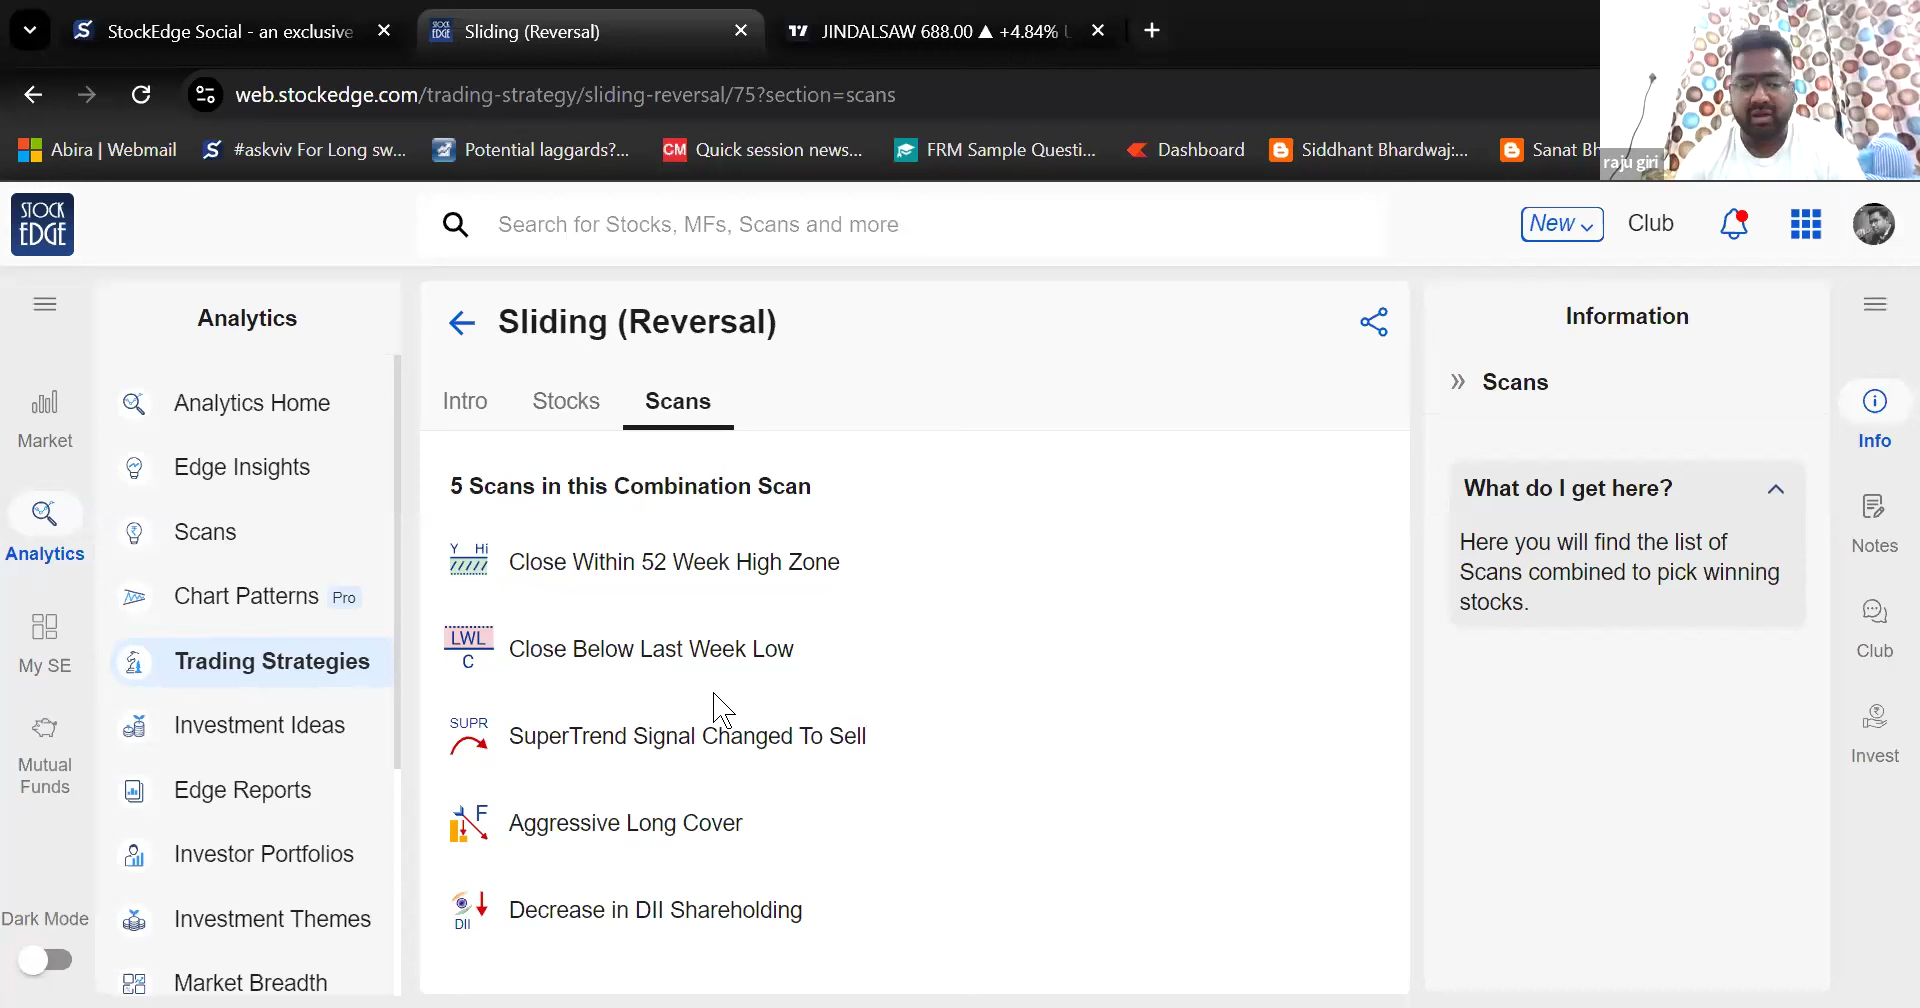 StockEdge Social - an exclusive
STOCK EDGE
Sliding (Reversal)
JINDALSAW 688.00 ▲ +4.84%
web.stockedge.com/trading-strategy/sliding-reversal/75?section=scans
Abira | Webmail
#askviv For Long sw...
Potential laggards?...
CM
Quick session news...
FRM Sample Questi...
Dashboard
Siddhant Bhardwaj:...
Sanat Bh
raju giri
STOCK
EDGE
Search for Stocks, MFs, Scans and more
New
Club
Market
Analytics
My SE
Mutual
Funds
Dark Mode
Analytics
Analytics Home
Edge Insights
Scans
Chart Patterns Pro
Trading Strategies
Investment Ideas
Edge Reports
Investor Portfolios
Investment Themes
Market Breadth
Sliding (Reversal)
Intro
Stocks
Scans
5 Scans in this Combination Scan
Y Hi
Close Within 52 Week High Zone
LWL
C
Close Below Last Week Low
SUPR
SuperTrend Signal Changed To Sell
F
Aggressive Long Cover
DII
Decrease in DII Shareholding
Information
» Scans
What do I get here?
Here you will find the list of
Scans combined to pick winning
stocks.
Info
Notes
Club
Invest